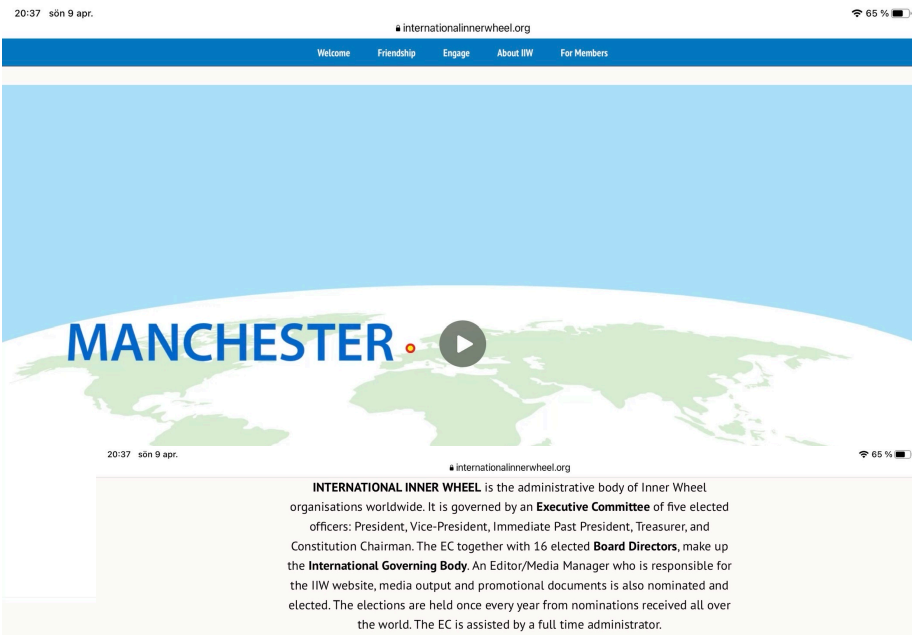 20:37 sön 9 apr.
65 %
internationalinnerwheel.org
Welcome Friendship Engage About IIW For Members
MANCHESTER
20:37 sön 9 apr.
65 %
internationalinnerwheel.org
INTERNATIONAL INNER WHEEL is the administrative body of Inner Wheel
organisations worldwide. It is governed by an Executive Committee of five elected
officers: President, Vice-President, Immediate Past President, Treasurer, and
Constitution Chairman. The EC together with 16 elected Board Directors, make up
the International Governing Body. An Editor/Media Manager who is responsible for
the IIW website, media output and promotional documents is also nominated and
elected. The elections are held once every year from nominations received all over
the world. The EC is assisted by a full time administrator.